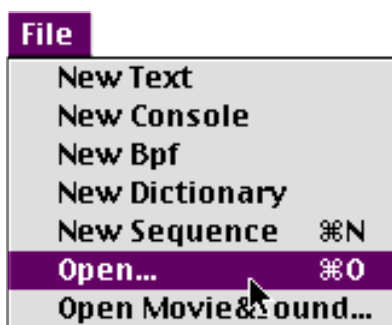 File
New Text
New Console
New Bpf
New Dictionary
New Sequence ⌘N
Open... ⌘O
Open Movie&Sound...